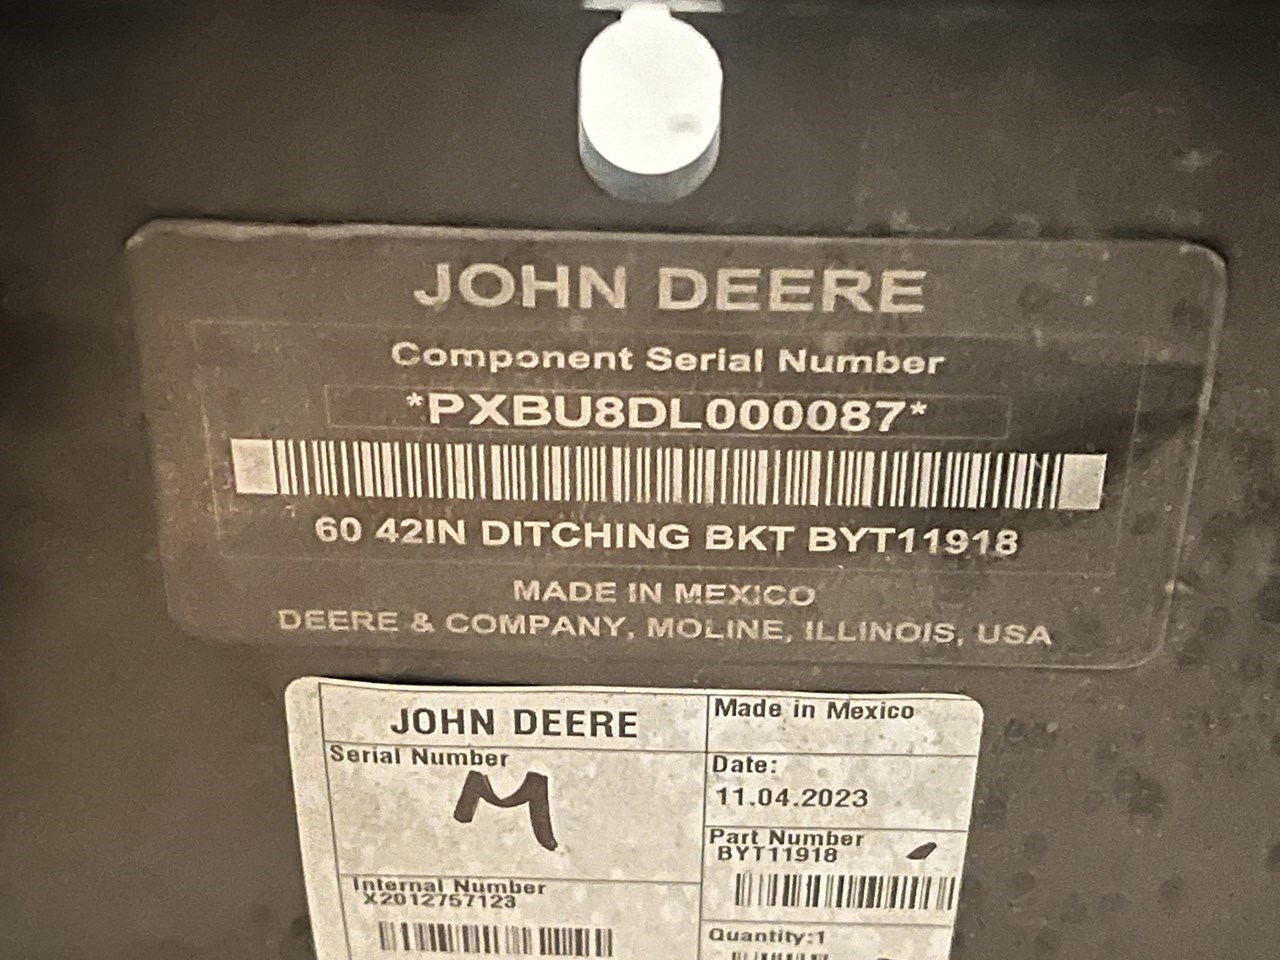 JOHN DEERE
Component Serial Number
*PXBU8DL000087*
60 42IN DITCHING BKT BYT11918
MADE IN MEXICO
DEERE & COMPANY, MOLINE, ILLINOIS, USA
JOHN DEERE
Made in Mexico
Serial Number
M
Date:
11.04.2023
Part Number
BYT11918
Internal Number
X2012757123
Quantity:1